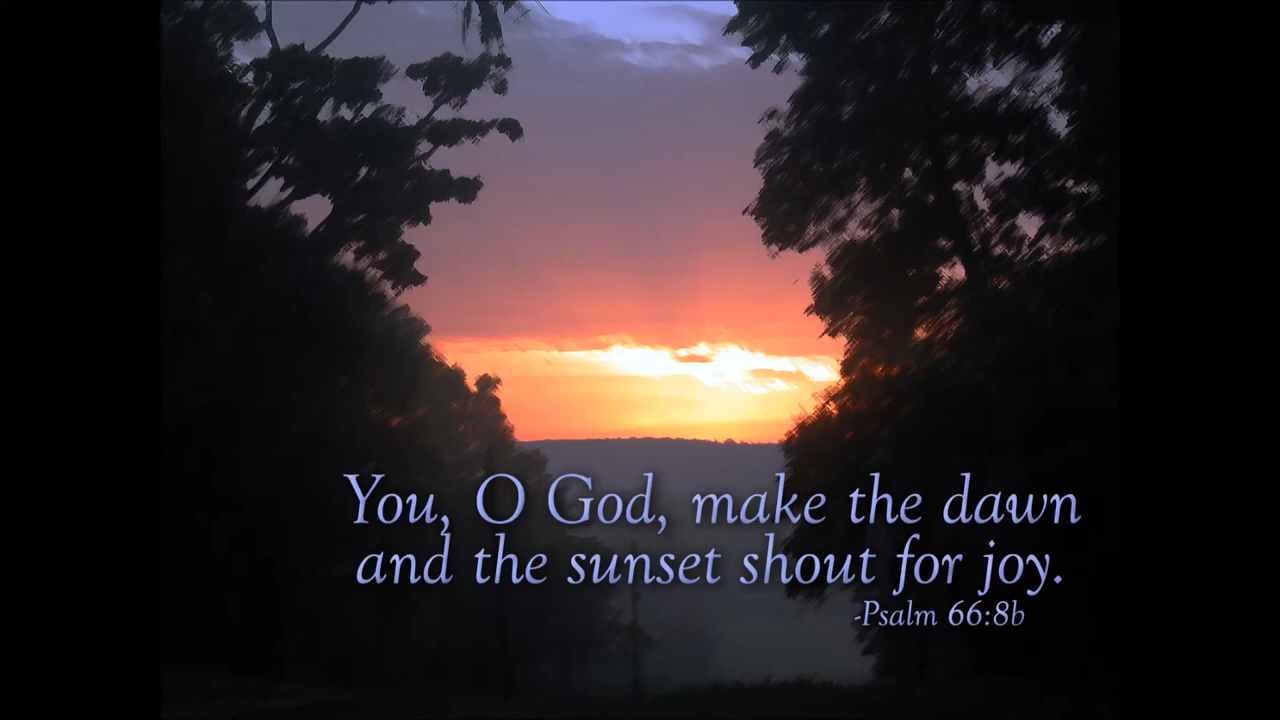 You, O God, make the dawn
and the sunset shout for joy.
-Psalm 66:8b